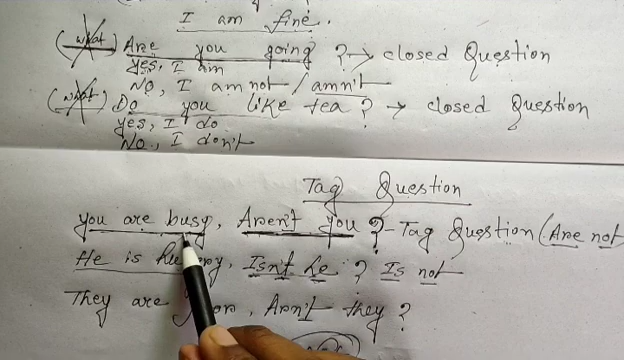 I am fine.
(what) Are you going ? → closed Question
Yes, I am
No, I am not / amn't
(what) Do you like tea ? → closed Question
Yes, I do
No, I don't
Tag Question
You are busy, Aren't you ? - Tag Question (Are not
He is , Isn't he ? Is not
They are , Arn't they ?